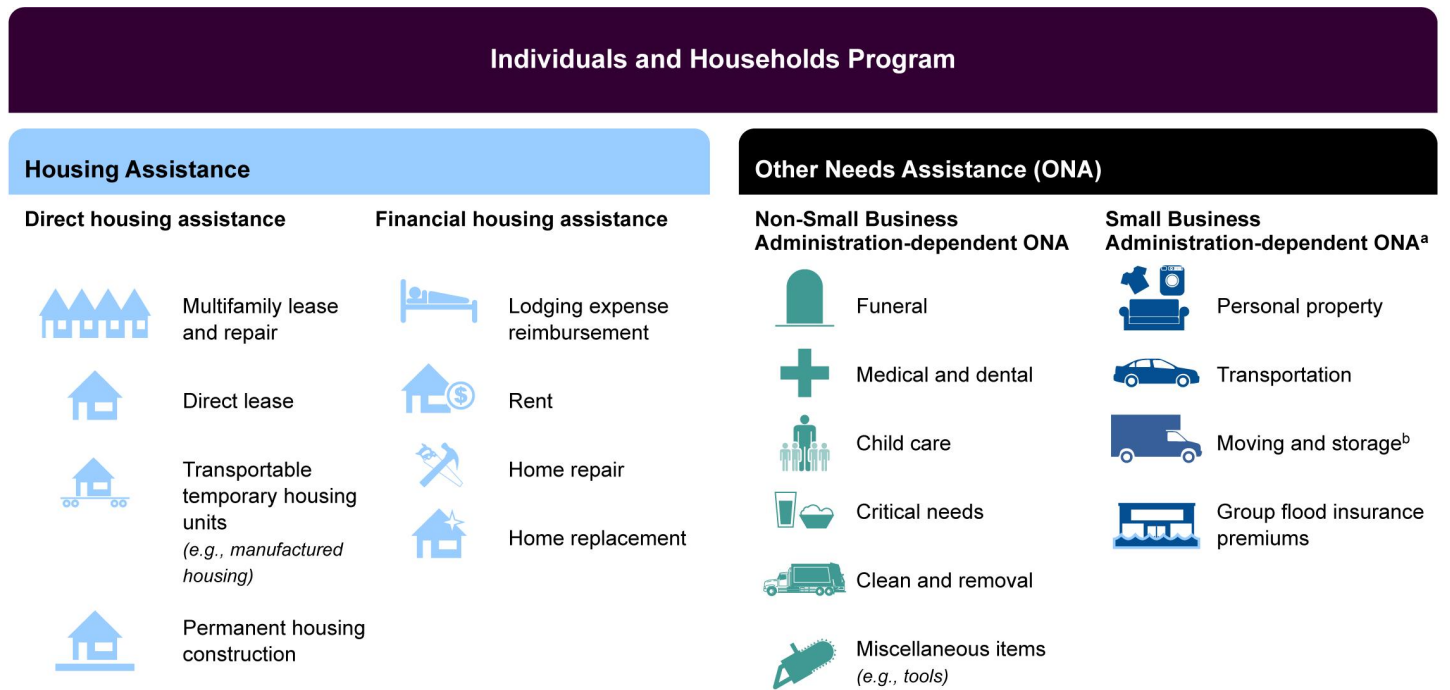 Individuals and Households Program
Housing Assistance
Direct housing assistance
Multifamily lease
and repair
Direct lease
Transportable
temporary housing
units
(e.g., manufactured
housing)
Permanent housing
construction
Financial housing assistance
Lodging expense
reimbursement
Rent
$
Home repair
Home replacement
Other Needs Assistance (ONA)
Non-Small Business
Administration-dependent ONA
Funeral
Medical and dental
Child care
Critical needs
Clean and removal
Miscellaneous items
(e.g., tools)
Small Business
Administration-dependent ONAᵃ
Personal property
Transportation
Moving and storageᵇ
Group flood insurance
premiums